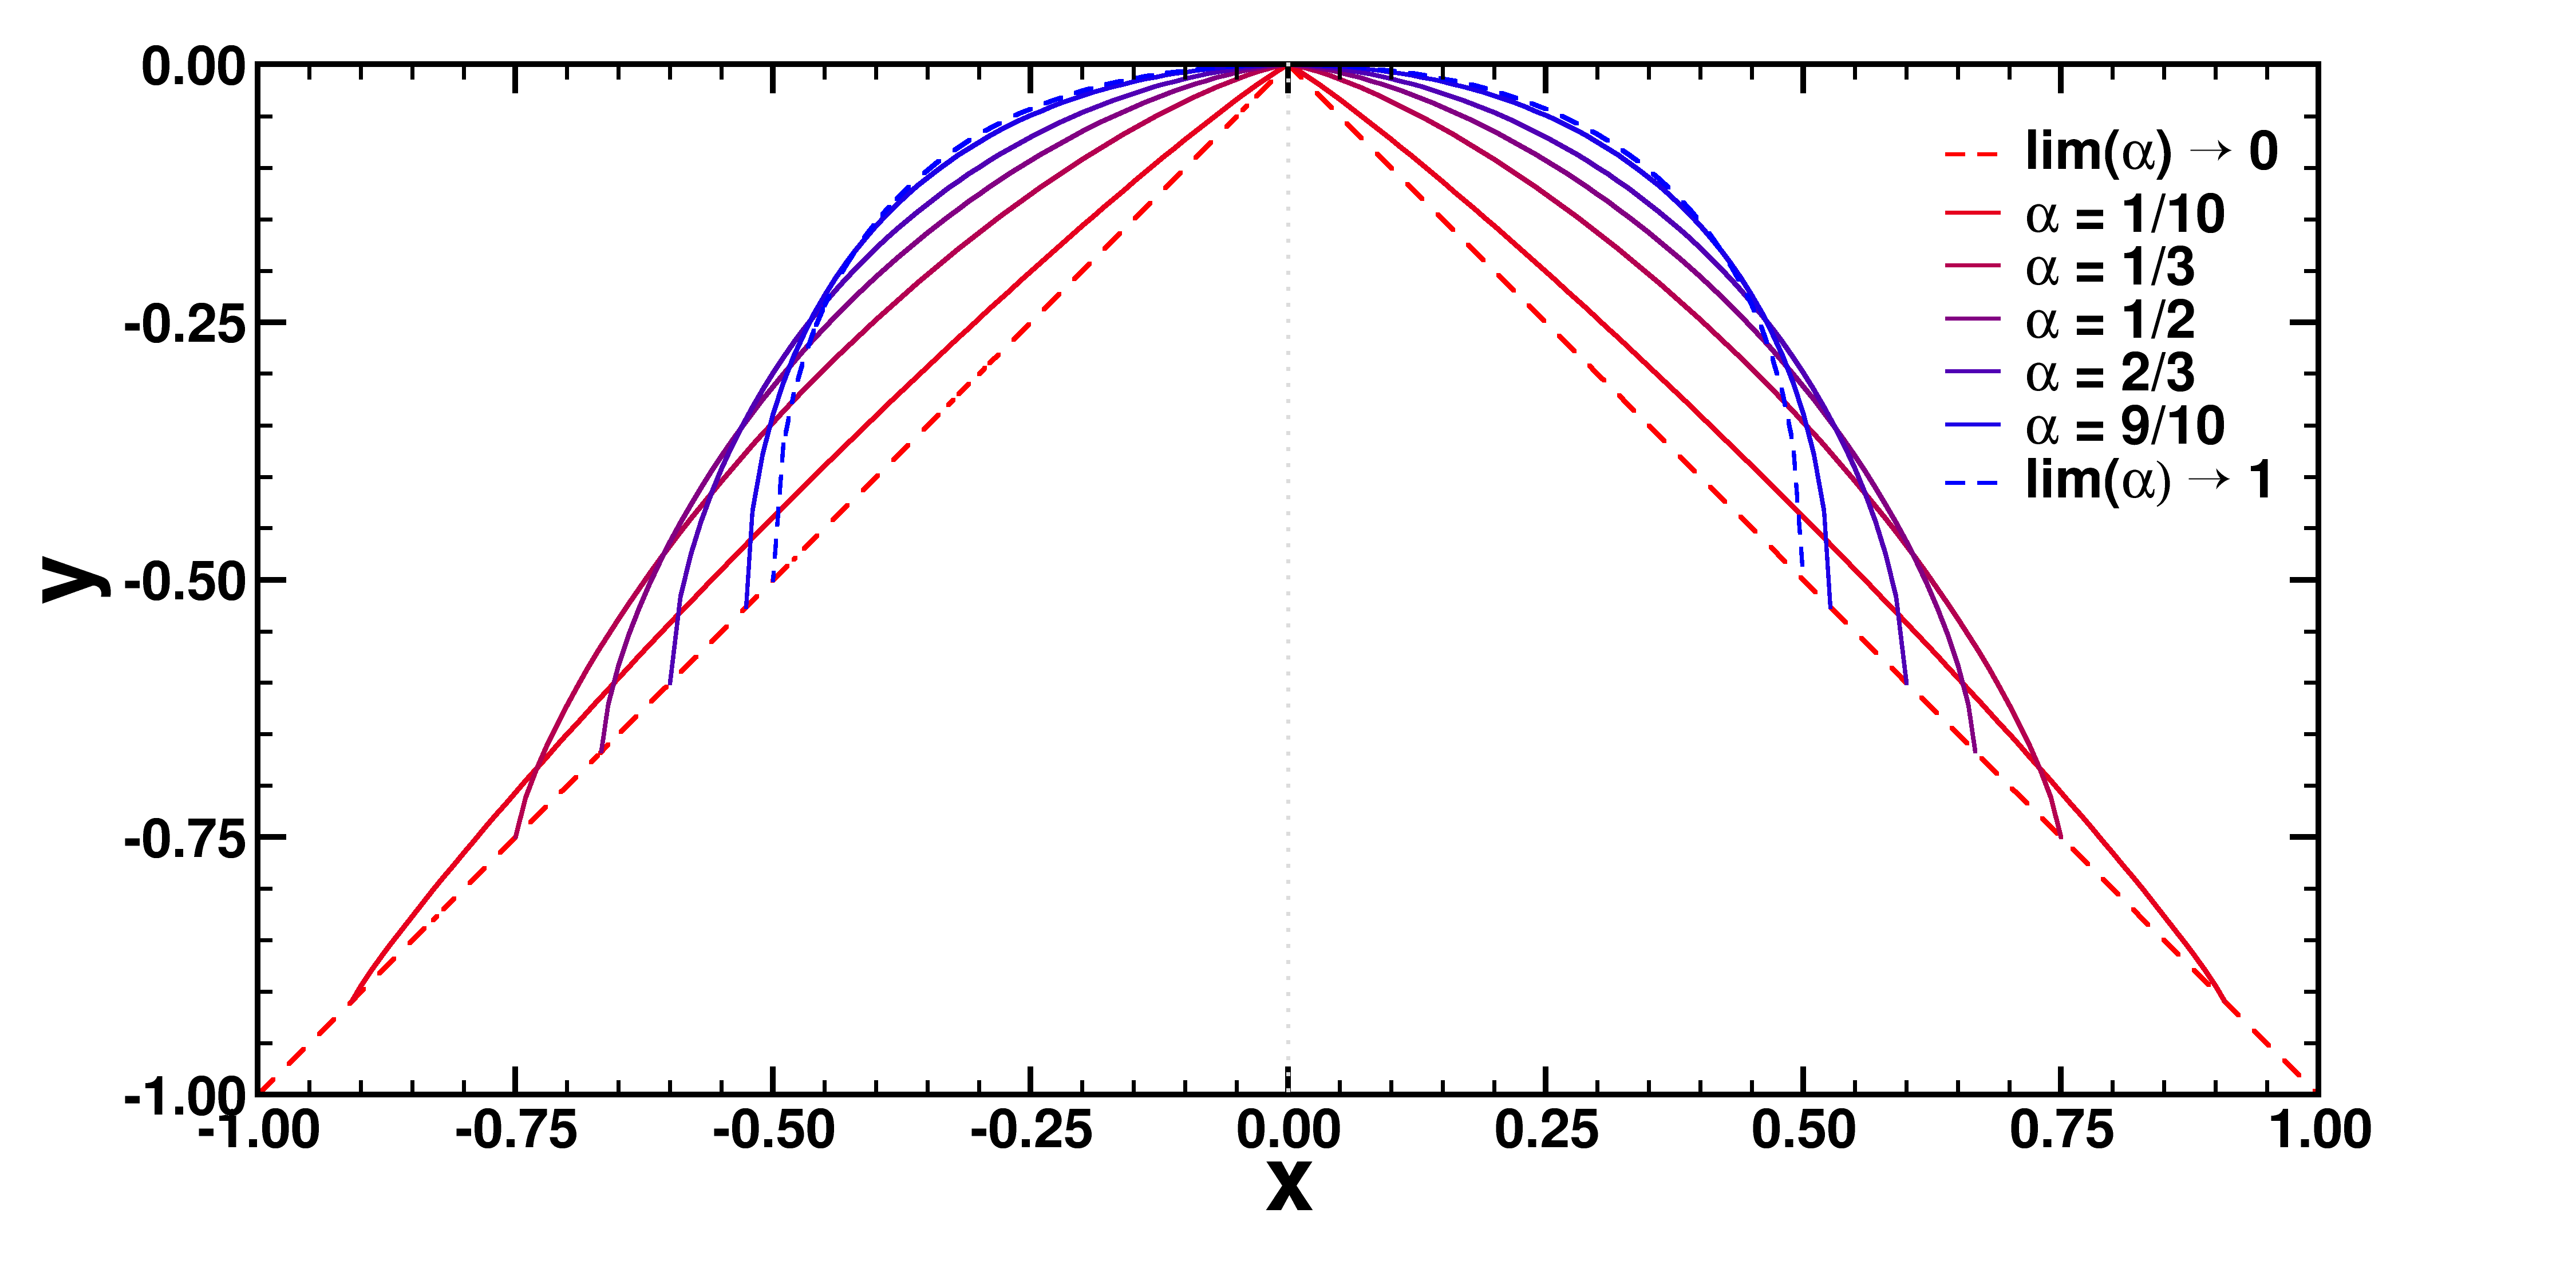 0.00
-0.25
-0.50
-0.75
-1.00
y
-1.00 -0.75 -0.50 -0.25 0.00 0.25 0.50 0.75 1.00
x
lim(α) → 0
α = 1/10
α = 1/3
α = 1/2
α = 2/3
α = 9/10
lim(α) → 1